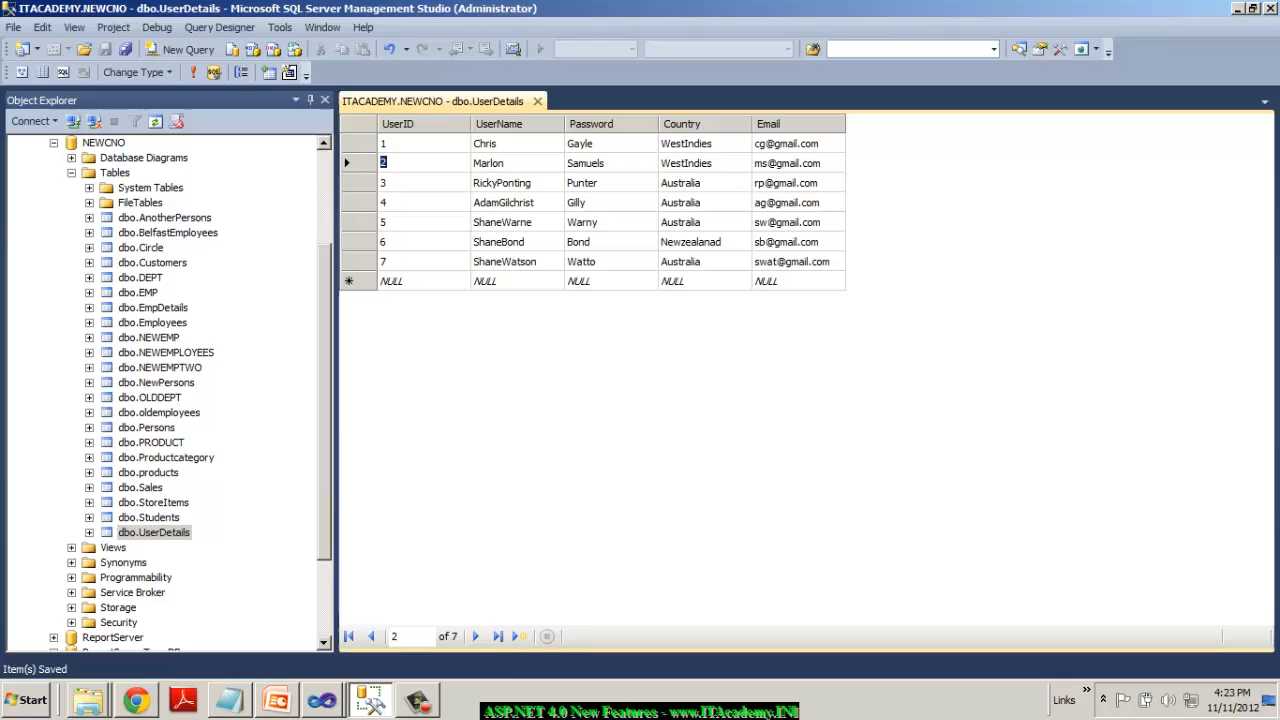 ITACADEMY.NEWCNO - dbo.UserDetails - Microsoft SQL Server Management Studio (Administrator)
File Edit View Project Debug Query Designer Tools Window Help
New Query
Change Type
Object Explorer
ITACADEMY.NEWCNO - dbo.UserDetails
Connect
NEWCNO
Database Diagrams
Tables
System Tables
FileTables
dbo.AnotherPersons
dbo.BelfastEmployees
dbo.Circle
dbo.Customers
dbo.DEPT
dbo.EMP
dbo.EmpDetails
dbo.Employees
dbo.NEWEMP
dbo.NEWEMPLOYEES
dbo.NEWEMPTWO
dbo.NewPersons
dbo.OLDDEPT
dbo.oldemployees
dbo.Persons
dbo.PRODUCT
dbo.Productcategory
dbo.products
dbo.Sales
dbo.StoreItems
dbo.Students
dbo.UserDetails
Views
Synonyms
Programmability
Service Broker
Storage
Security
ReportServer
UserID UserName Password Country Email
1 Chris Gayle WestIndies cg@gmail.com
2 Marlon Samuels WestIndies ms@gmail.com
3 RickyPonting Punter Australia rp@gmail.com
4 AdamGilchrist Gilly Australia ag@gmail.com
5 ShaneWarne Warny Australia sw@gmail.com
6 ShaneBond Bond Newzealanad sb@gmail.com
7 ShaneWatson Watto Australia swat@gmail.com
NULL NULL NULL NULL NULL
2 of 7
Item(s) Saved
Start
Links
4:23 PM
11/11/2012
ASP.NET 4.0 New Features - www.ITAcademy.INI